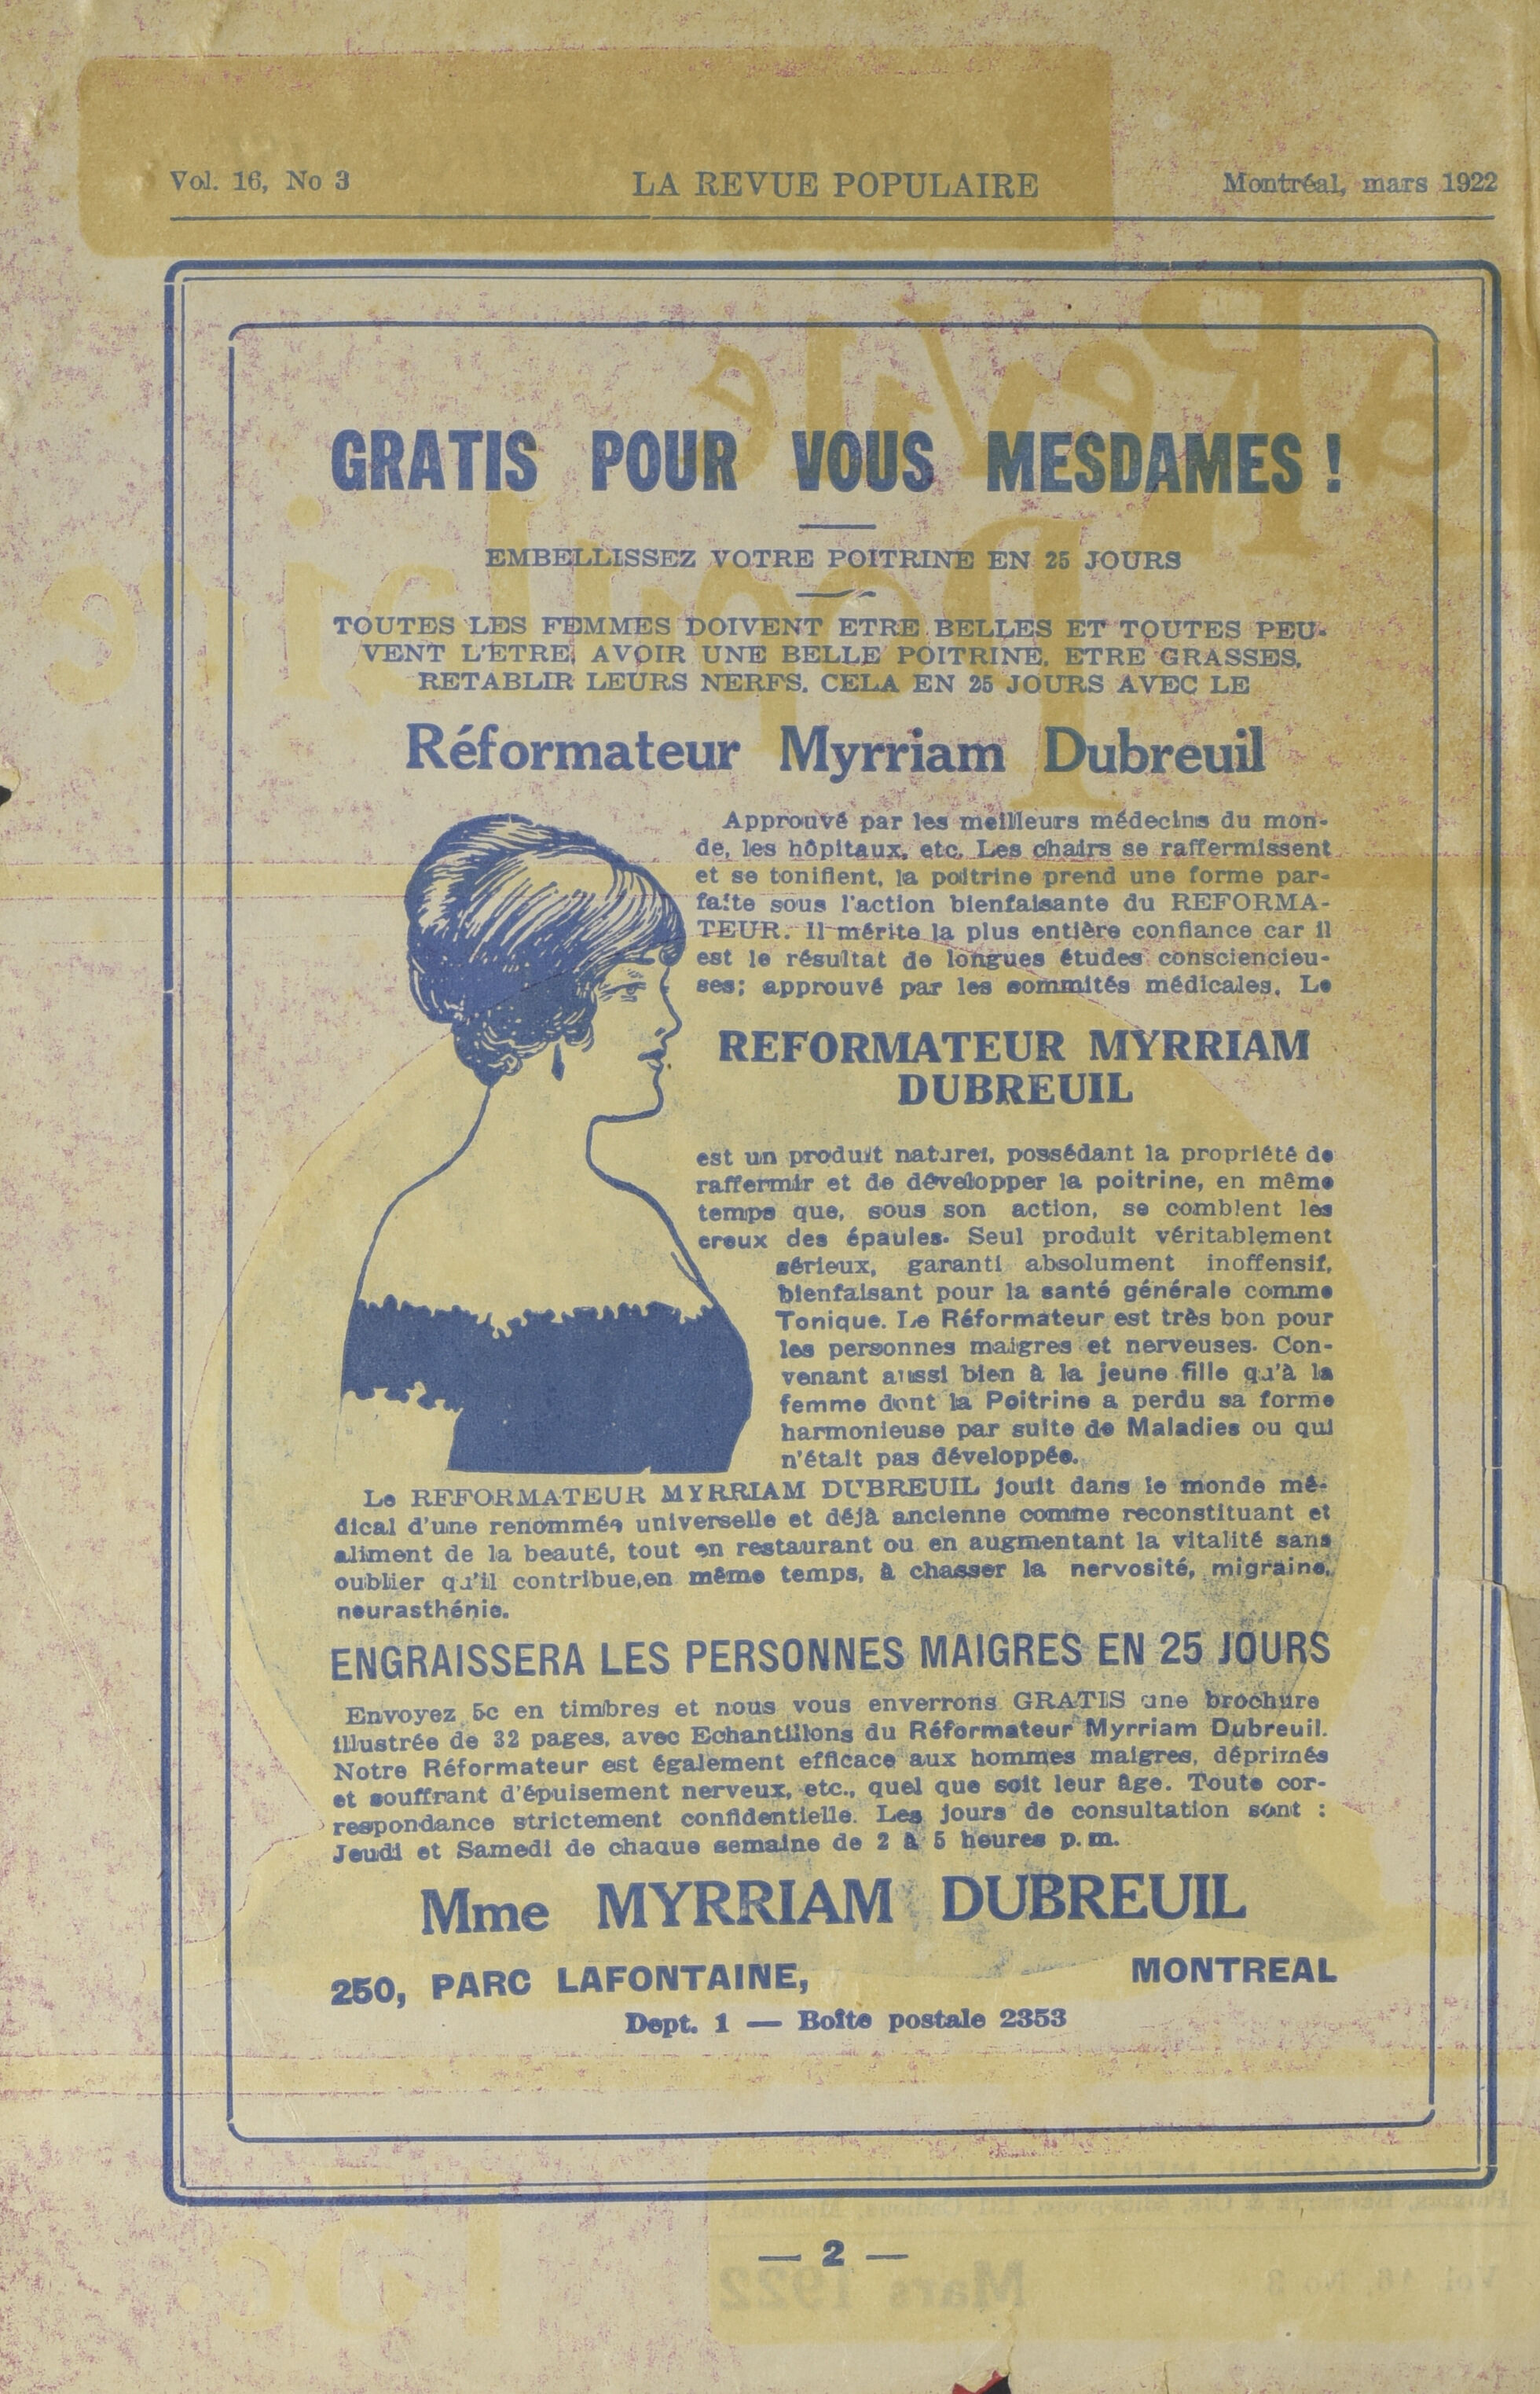 Vol. 16, No 3
LA REVUE POPULAIRE
Montréal, mars 1922
GRATIS POUR VOUS MESDAMES !
EMBELLISSEZ VOTRE POITRINE EN 25 JOURS
TOUTES LES FEMMES DOIVENT ETRE BELLES ET TOUTES PEU-
VENT L'ETRE, AVOIR UNE BELLE POITRINE, ETRE GRASSES,
RETABLIR LEURS NERFS. CELA EN 25 JOURS AVEC LE
Réformateur Myrriam Dubreuil
Approuvé par les meilleurs médecins du mon-
de, les hôpitaux, etc. Les chairs se raffermissent
et se tonifient, la poitrine prend une forme par-
faite sous l'action bienfaisante du REFORMA-
TEUR. Il mérite la plus entière confiance car il
est le résultat de longues études consciencieu-
ses; approuvé par les sommités médicales. Le
REFORMATEUR MYRRIAM
DUBREUIL
est un produit naturel, possédant la propriété de
raffermir et de développer la poitrine, en même
temps que, sous son action, se comblent les
creux des épaules. Seul produit véritablement
sérieux, garanti absolument inoffensif,
bienfaisant pour la santé générale comme
Tonique. Le Réformateur est très bon pour
les personnes maigres et nerveuses. Con-
venant aussi bien à la jeune fille qu'à la
femme dont la Poitrine a perdu sa forme
harmonieuse par suite de Maladies ou qui
n'était pas développée.
Le REFORMATEUR MYRRIAM DUBREUIL jouit dans le monde mé-
dical d'une renommée universelle et déjà ancienne comme reconstituant et
aliment de la beauté, tout en restaurant ou en augmentant la vitalité sans
oublier qu'il contribue,en même temps, à chasser la nervosité, migraine,
neurasthénie.
ENGRAISSERA LES PERSONNES MAIGRES EN 25 JOURS
Envoyez 5c en timbres et nous vous enverrons GRATIS une brochure
illustrée de 32 pages, avec Echantillons du Réformateur Myrriam Dubreuil.
Notre Réformateur est également efficace aux hommes maigres, déprimés
et souffrant d'épuisement nerveux, etc., quel que soit leur âge. Toute cor-
respondance strictement confidentielle. Les jours de consultation sont :
Jeudi et Samedi de chaque semaine de 2 à 5 heures p.m.
Mme MYRRIAM DUBREUIL
250, PARC LAFONTAINE, MONTREAL
Dept. 1 — Boîte postale 2353
— 2 —